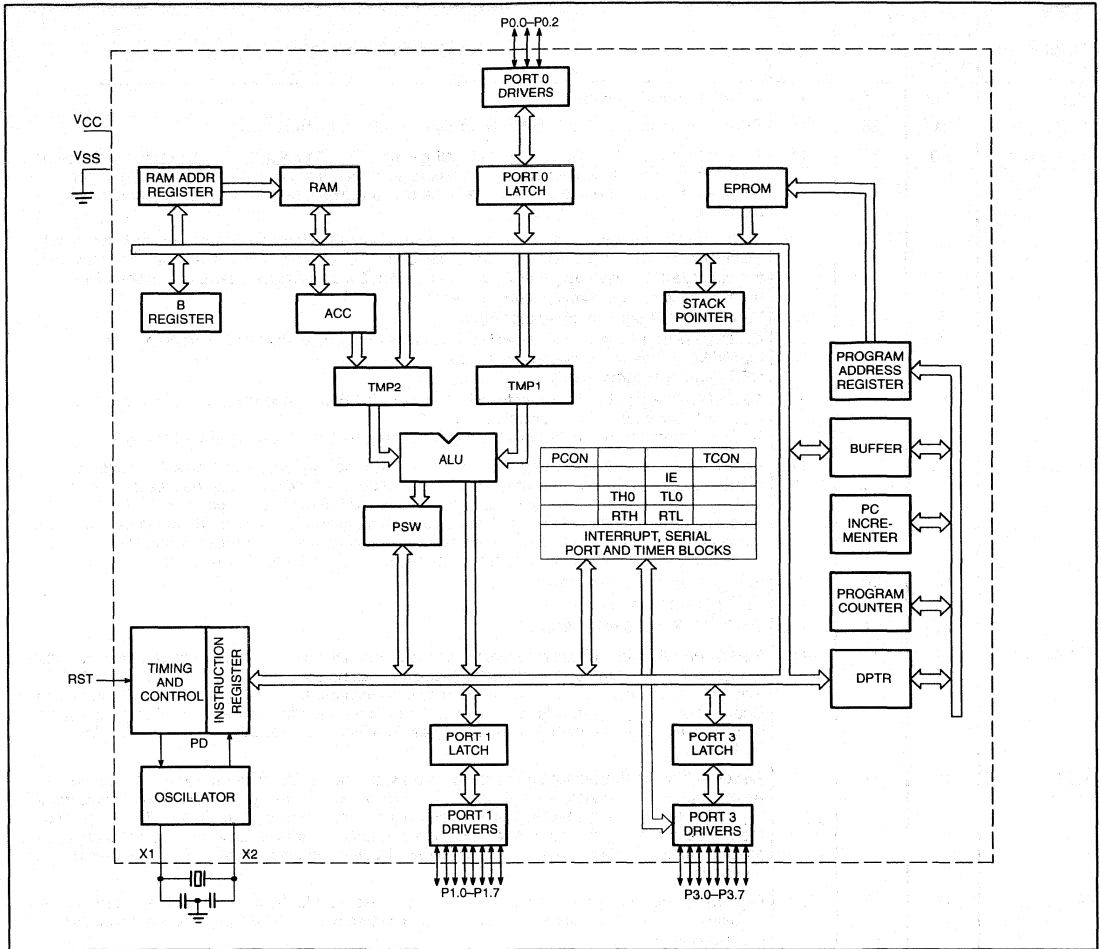 P0.0–P0.2
PORT 0
DRIVERS
VCC
VSS
RAM ADDR
REGISTER
RAM
PORT 0
LATCH
EPROM
B
REGISTER
ACC
STACK
POINTER
TMP2
TMP1
PROGRAM
ADDRESS
REGISTER
ALU
BUFFER
PCON TCON
IE
TH0 TL0
RTH RTL
INTERRUPT, SERIAL
PORT AND TIMER BLOCKS
PSW
PC
INCRE-
MENTER
PROGRAM
COUNTER
RST
TIMING
AND
CONTROL
INSTRUCTION
REGISTER
DPTR
PD
PORT 1
LATCH
PORT 3
LATCH
OSCILLATOR
PORT 1
DRIVERS
PORT 3
DRIVERS
X1
X2
P1.0–P1.7
P3.0–P3.7